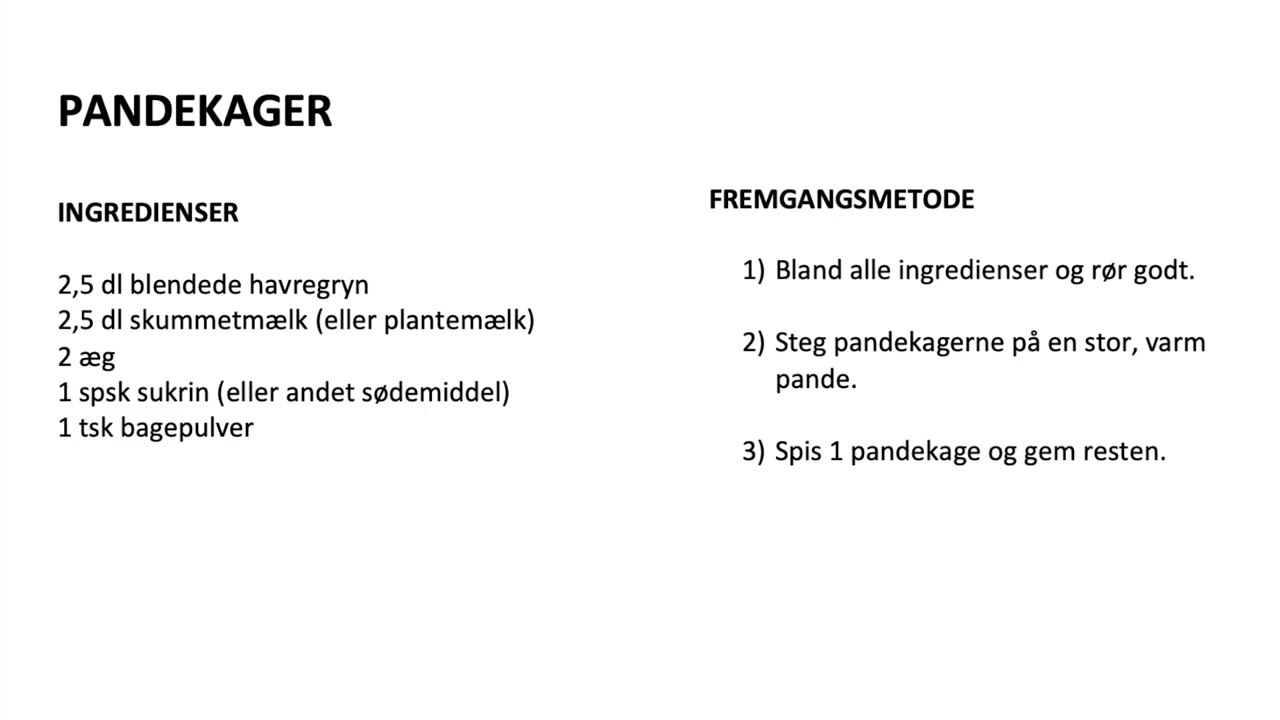 PANDEKAGER
INGREDIENSER
2,5 dl blendede havregryn
2,5 dl skummetmælk (eller plantemælk)
2 æg
1 spsk sukrin (eller andet sødemiddel)
1 tsk bagepulver
FREMGANGSMETODE
1) Bland alle ingredienser og rør godt.
2) Steg pandekagerne på en stor, varm
pande.
3) Spis 1 pandekage og gem resten.